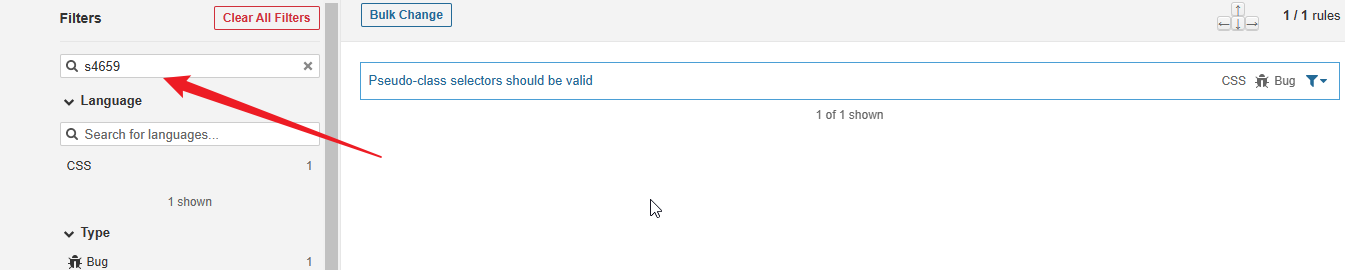 Filters
Clear All Filters
s4659
Language
Search for languages...
CSS 1
1 shown
Type
Bug 1
Bulk Change
1 / 1 rules
Pseudo-class selectors should be valid
CSS Bug
1 of 1 shown